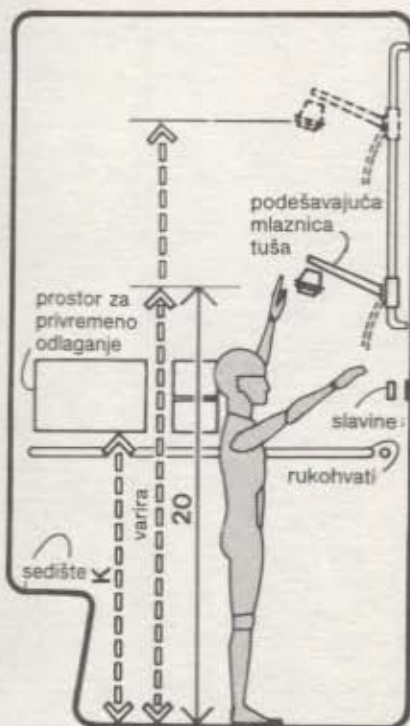 podešavajuća
mlaznica
tuša
prostor za
privremeno
odlaganje
slavine
rukohvati
varira
20
sedište
K